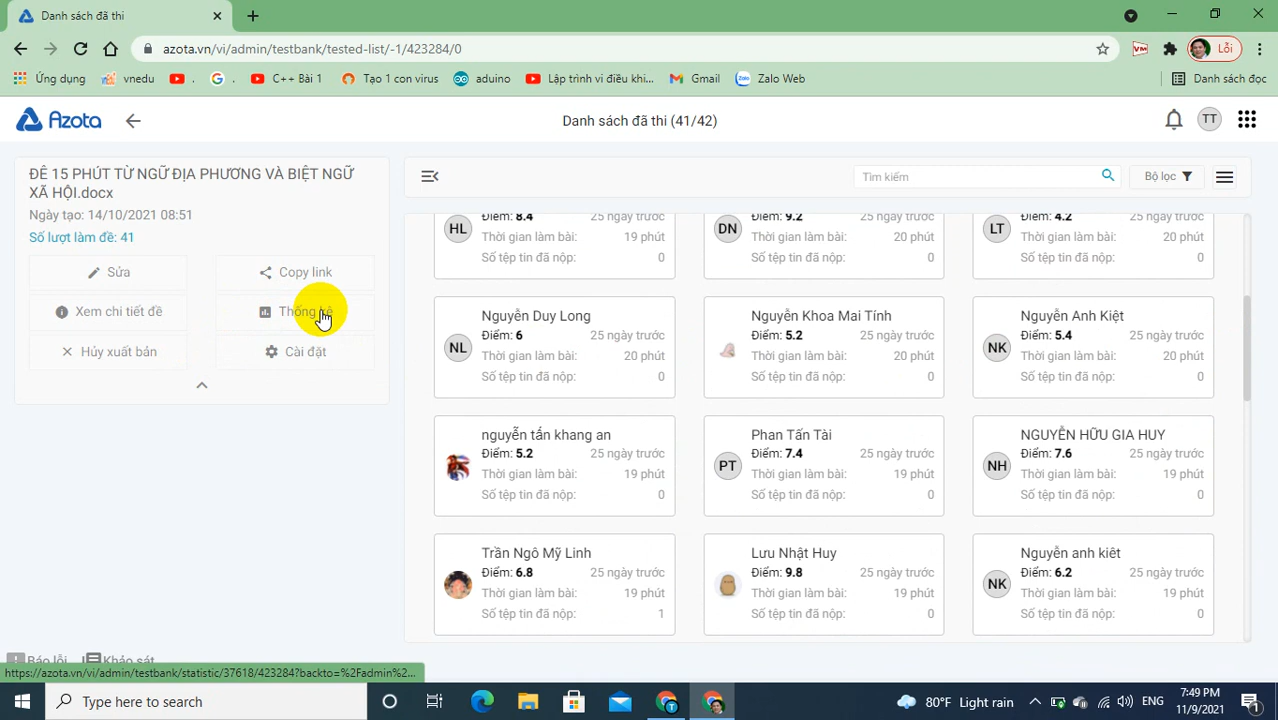 Danh sách đã thi
azota.vn/vi/admin/testbank/tested-list/-1/423284/0
Lỗi
Ứng dụng
vnedu
.
.
C++ Bài 1
Tạo 1 con virus
aduino
Lập trình vi điều khi...
Gmail
Zalo Web
Danh sách đọc
Azota
Danh sách đã thi (41/42)
TT
ĐỀ 15 PHÚT TỪ NGỮ ĐỊA PHƯƠNG VÀ BIỆT NGỮ
XÃ HỘI.docx
Ngày tạo: 14/10/2021 08:51
Số lượt làm đề: 41
Sửa
Copy link
Xem chi tiết đề
Thống kê
Hủy xuất bản
Cài đặt
Tìm kiếm
Bộ lọc
HL
Điểm: 8.4
25 ngày trước
Thời gian làm bài:
19 phút
Số tệp tin đã nộp:
0
DN
Điểm: 9.2
25 ngày trước
Thời gian làm bài:
20 phút
Số tệp tin đã nộp:
0
LT
Điểm: 4.2
25 ngày trước
Thời gian làm bài:
20 phút
Số tệp tin đã nộp:
0
NL
Nguyễn Duy Long
Điểm: 6
25 ngày trước
Thời gian làm bài:
20 phút
Số tệp tin đã nộp:
0
Nguyễn Khoa Mai Tính
Điểm: 5.2
25 ngày trước
Thời gian làm bài:
20 phút
Số tệp tin đã nộp:
0
NK
Nguyễn Anh Kiệt
Điểm: 5.4
25 ngày trước
Thời gian làm bài:
20 phút
Số tệp tin đã nộp:
0
nguyễn tấn khang an
Điểm: 5.2
25 ngày trước
Thời gian làm bài:
19 phút
Số tệp tin đã nộp:
0
PT
Phan Tấn Tài
Điểm: 7.4
25 ngày trước
Thời gian làm bài:
19 phút
Số tệp tin đã nộp:
0
NH
NGUYỄN HỮU GIA HUY
Điểm: 7.6
25 ngày trước
Thời gian làm bài:
19 phút
Số tệp tin đã nộp:
0
Trần Ngô Mỹ Linh
Điểm: 6.8
25 ngày trước
Thời gian làm bài:
19 phút
Số tệp tin đã nộp:
1
Lưu Nhật Huy
Điểm: 9.8
25 ngày trước
Thời gian làm bài:
19 phút
Số tệp tin đã nộp:
0
NK
Nguyễn anh kiêt
Điểm: 6.2
25 ngày trước
Thời gian làm bài:
19 phút
Số tệp tin đã nộp:
0
Báo lỗi
Khảo sát
https://azota.vn/vi/admin/testbank/statistic/37618/423284?backto=%2Fadmin%2...
Type here to search
80°F Light rain
ENG
7:49 PM
11/9/2021
1